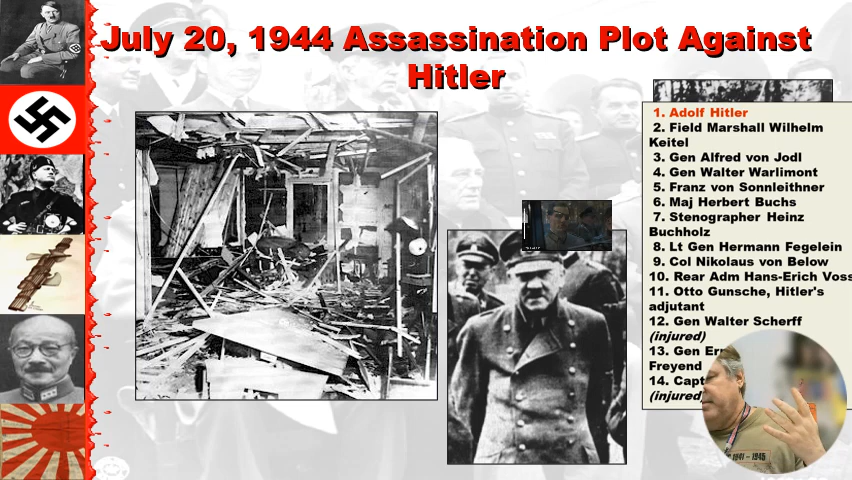 July 20, 1944 Assassination Plot Against
Hitler
1. Adolf Hitler
2. Field Marshall Wilhelm
Keitel
3. Gen Alfred von Jodl
4. Gen Walter Warlimont
5. Franz von Sonnleithner
6. Maj Herbert Buchs
7. Stenographer Heinz
Buchholz
8. Lt Gen Hermann Fegelein
9. Col Nikolaus von Below
10. Rear Adm Hans-Erich Voss
11. Otto Gunsche, Hitler's
adjutant
12. Gen Walter Scherff
(injured)
13. Gen
Freyend
14. Capt
(injured)
1941 – 1945